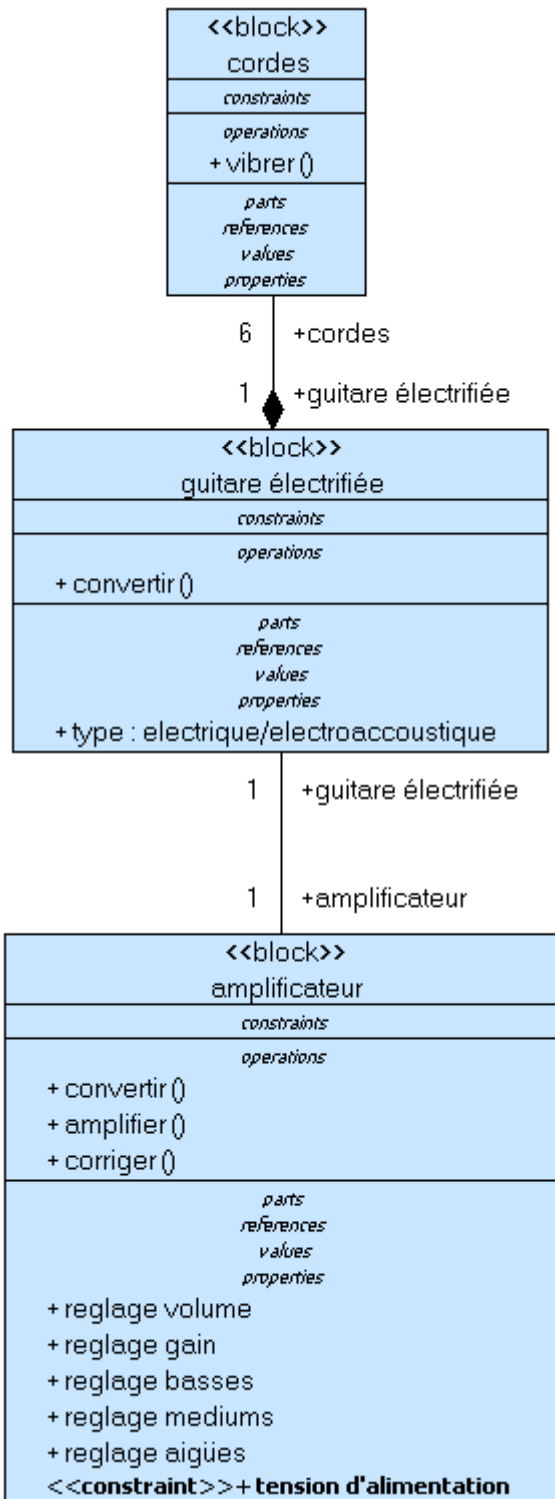 <<block>>
cordes
constraints
operations
+ vibrer()
parts
references
values
properties
6 +cordes
1 +guitare électrifiée
<<block>>
guitare électrifiée
constraints
operations
+ convertir()
parts
references
values
properties
+ type : electrique/electroaccoustique
1 +guitare électrifiée
1 +amplificateur
<<block>>
amplificateur
constraints
operations
+ convertir()
+ amplifier()
+ corriger()
parts
references
values
properties
+ reglage volume
+ reglage gain
+ reglage basses
+ reglage mediums
+ reglage aigües
<<constraint>>+ tension d'alimentation